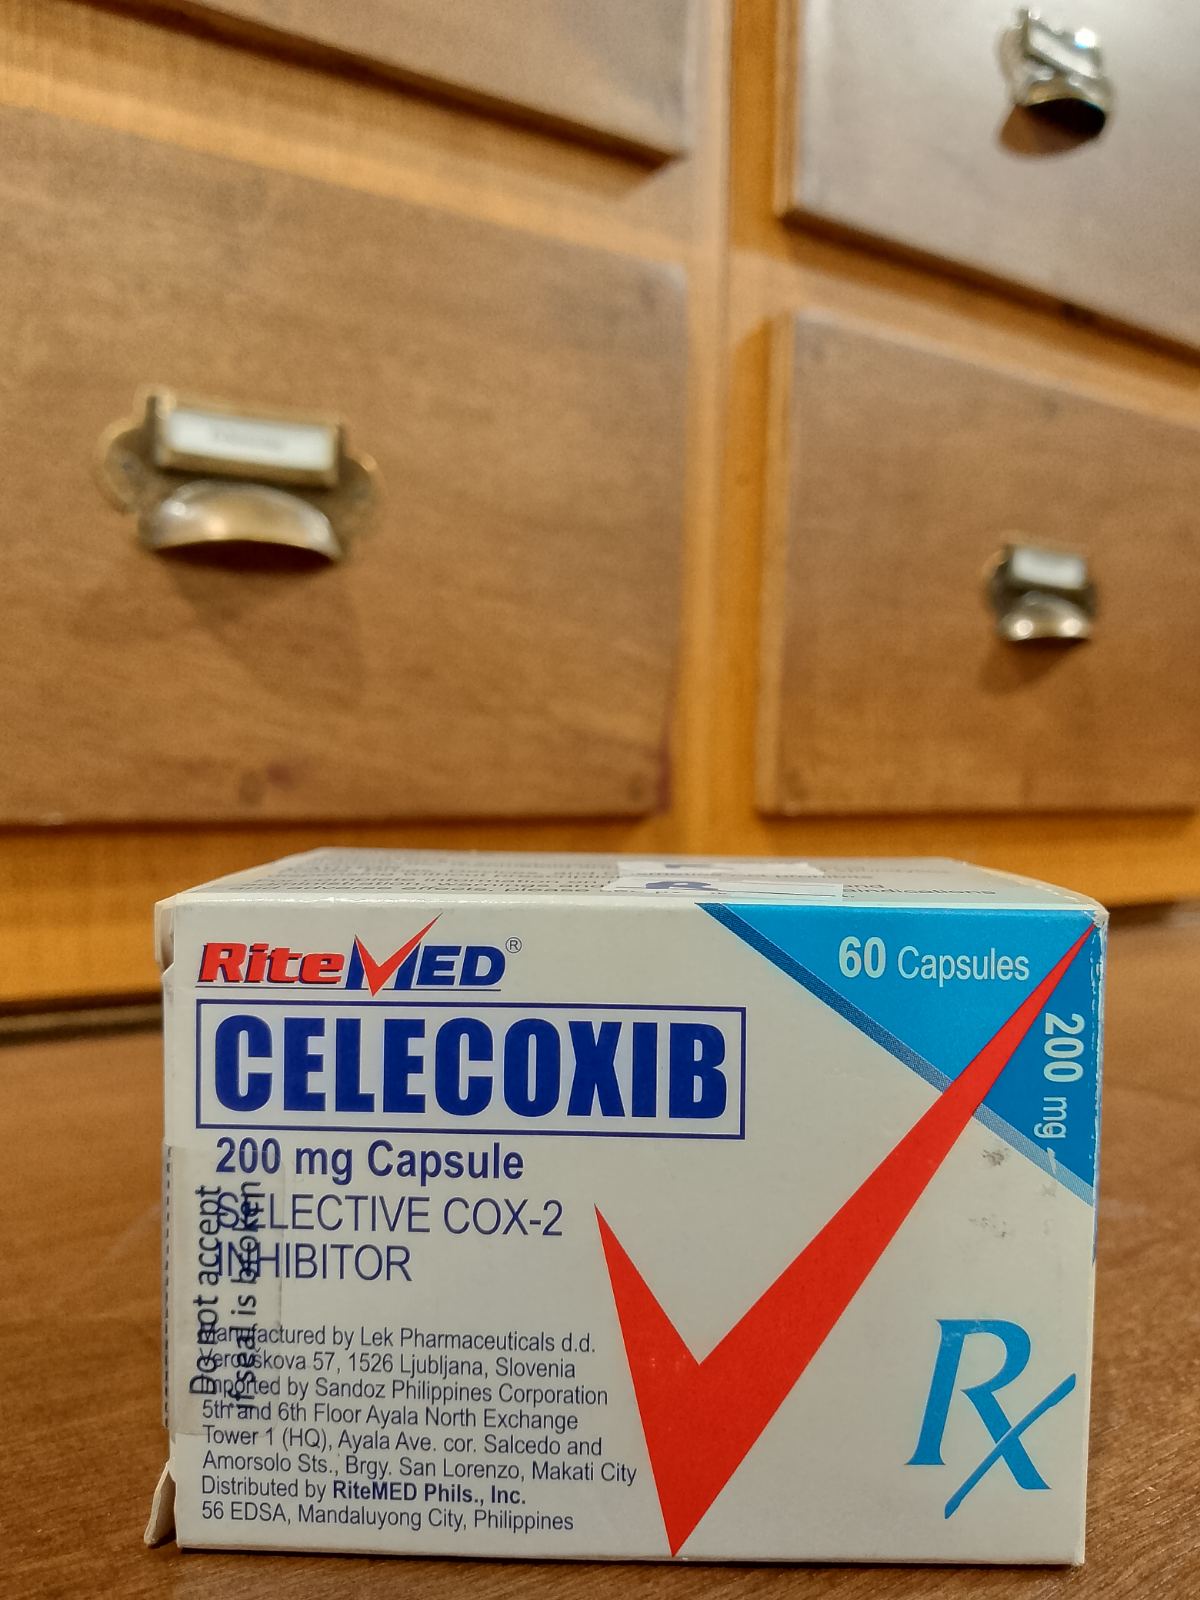 RiteMED®
CELECOXIB
200 mg Capsule
SELECTIVE COX-2
INHIBITOR
60 Capsules
200 mg
Do not accept
if seal is broken
Manufactured by Lek Pharmaceuticals d.d.
Verovškova 57, 1526 Ljubljana, Slovenia
Imported by Sandoz Philippines Corporation
5th and 6th Floor Ayala North Exchange
Tower 1 (HQ), Ayala Ave. cor. Salcedo and
Amorsolo Sts., Brgy. San Lorenzo, Makati City
Distributed by RiteMED Phils., Inc.
56 EDSA, Mandaluyong City, Philippines
Rx